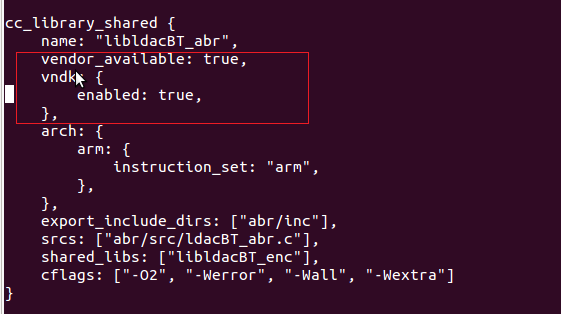 cc_library_shared {
    name: "libldacBT_abr",
    vendor_available: true,
    vndk: {
        enabled: true,
    },
    arch: {
        arm: {
            instruction_set: "arm",
        },
    },
    export_include_dirs: ["abr/inc"],
    srcs: ["abr/src/ldacBT_abr.c"],
    shared_libs: ["libldacBT_enc"],
    cflags: ["-O2", "-Werror", "-Wall", "-Wextra"]
}